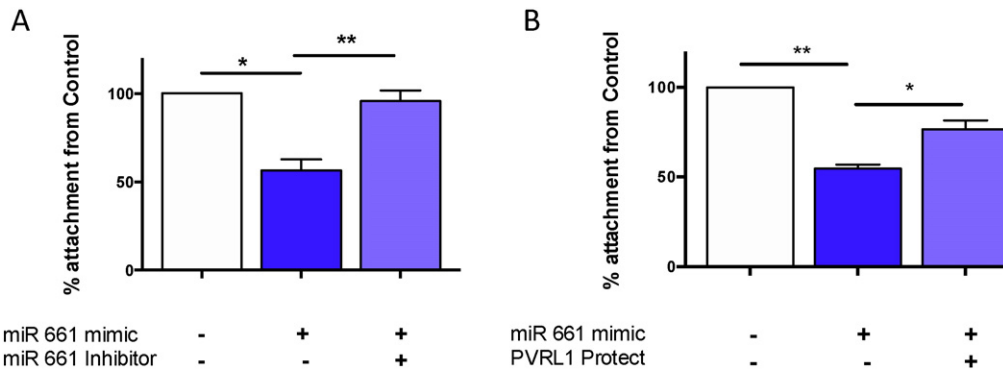 A
% attachment from Control
100
50
0
*
**
miR 661 mimic - + +
miR 661 Inhibitor - - +
B
% attachment from Control
100
50
0
**
*
miR 661 mimic - + +
PVRL1 Protect - - +